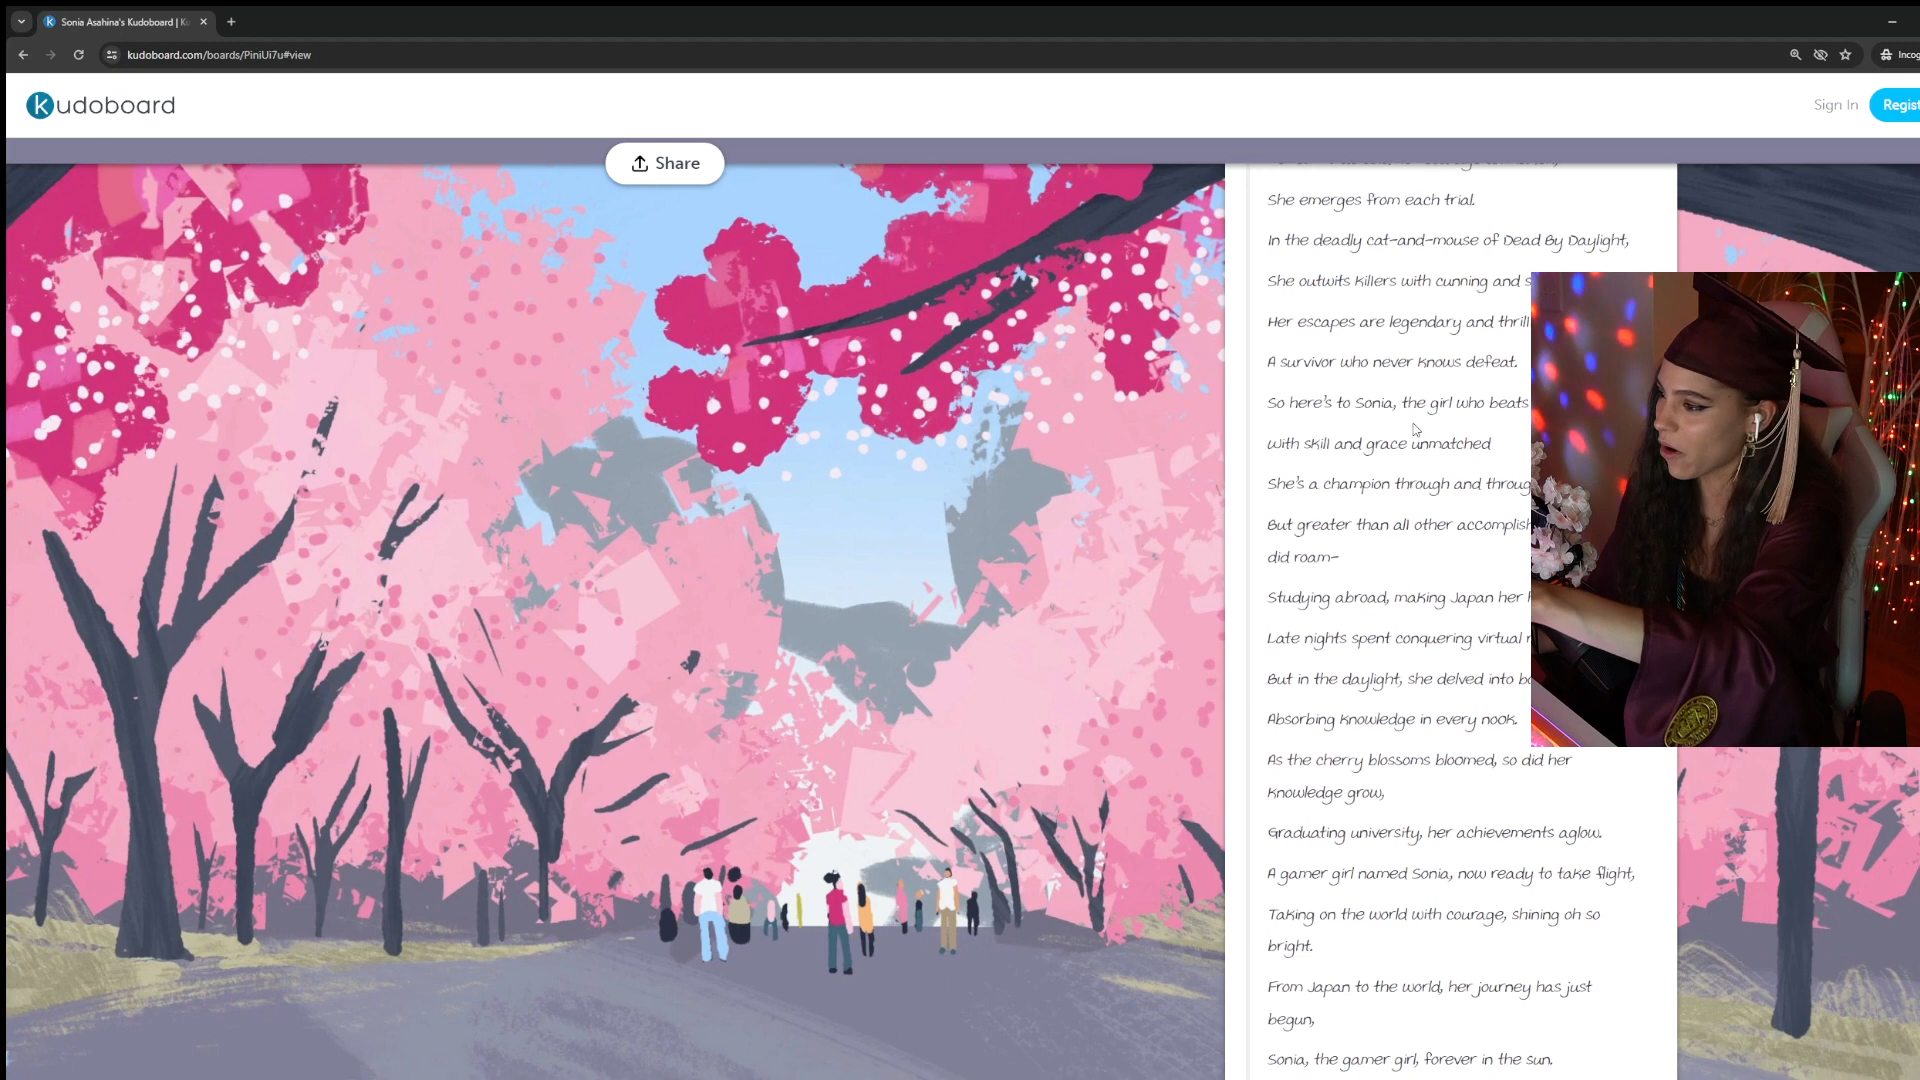 Sonia Asahina's Kudoboard | Ku
kudoboard.com/boards/PiniUi7u#view
Incog
kudoboard
Sign In
Regist
Share
She emerges from each trial.
In the deadly cat-and-mouse of Dead By Daylight,
She outwits killers with cunning and s
Her escapes are legendary and thrill
A survivor who never knows defeat.
So here's to Sonia, the girl who beats
With skill and grace unmatched
She's a champion through and throug
But greater than all other accomplish
did roam-
Studying abroad, making Japan her h
Late nights spent conquering virtual
But in the daylight, she delved into bo
Absorbing knowledge in every nook.
As the cherry blossoms bloomed, so did her
knowledge grow,
Graduating university, her achievements aglow.
A gamer girl named Sonia, now ready to take flight,
Taking on the world with courage, shining oh so
bright.
From Japan to the world, her journey has just
begun,
Sonia, the gamer girl, forever in the sun.